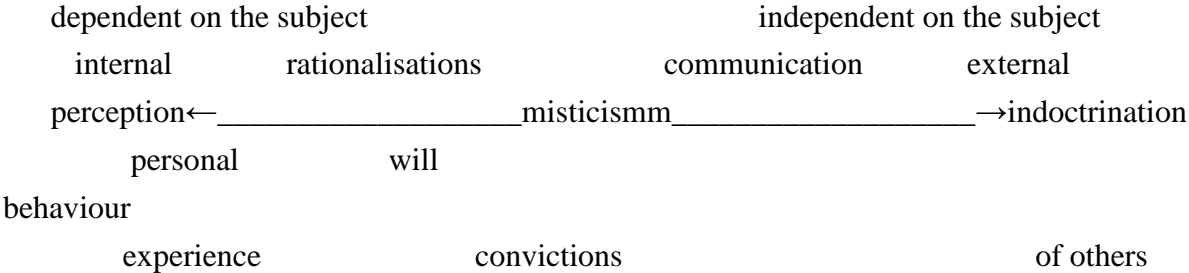 dependent on the subject independent on the subject
internal rationalisations communication external
perception←___________________misticismm___________________→indoctrination
personal will
behaviour
experience convictions of others